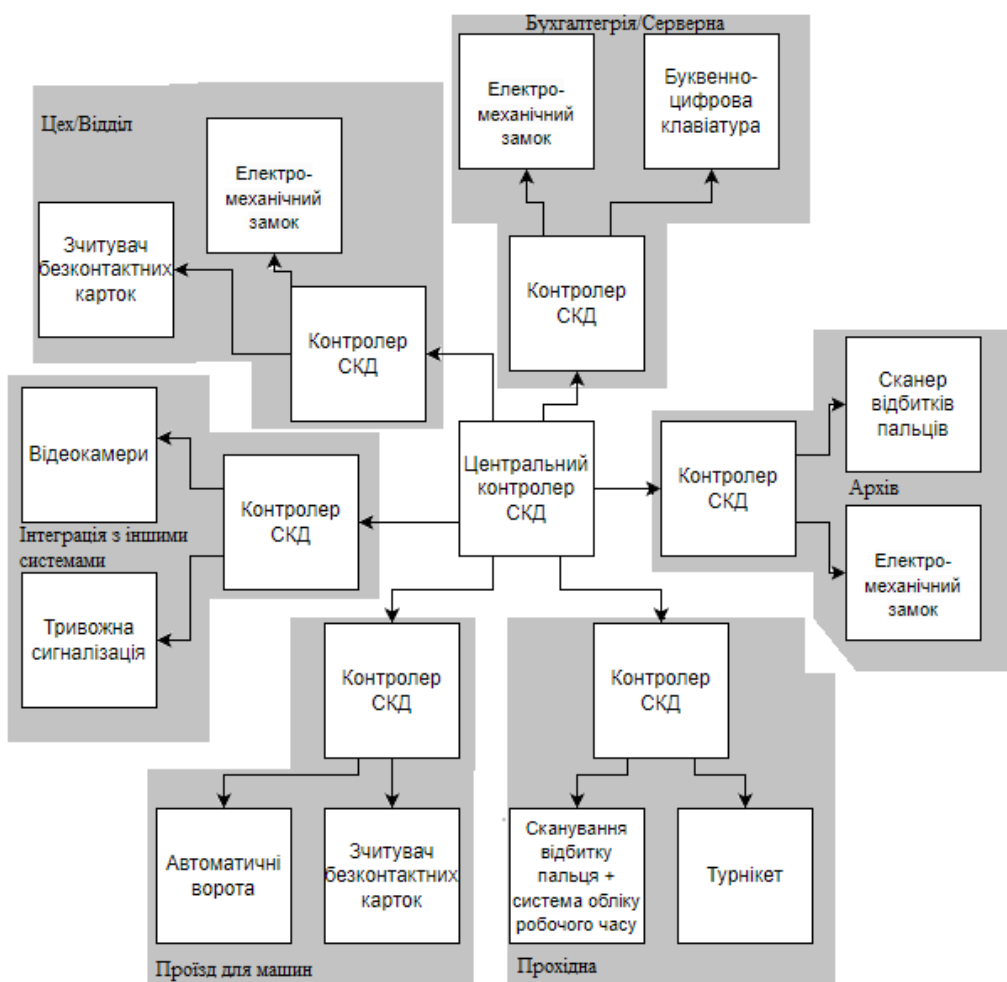 Бухгалтегрія/Серверна
Електро-
механічний
замок
Буквенно-
цифрова
клавіатура
Контролер
СКД
Цех/Відділ
Електро-
механічний
замок
Зчитувач
безконтактних
карток
Контролер
СКД
Центральний
контролер
СКД
Сканер
відбитків
пальців
Контролер
СКД
Архів
Електро-
механічний
замок
Відеокамери
Контролер
СКД
Інтеграція з іншими
системами
Тривожна
сигналізація
Контролер
СКД
Автоматичні
ворота
Зчитувач
безконтактних
карток
Проїзд для машин
Контролер
СКД
Сканування
відбитку
пальця +
система обліку
робочого часу
Турнікет
Прохідна